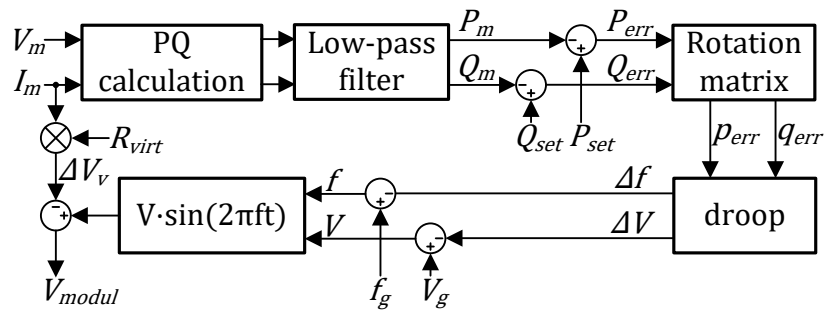 V_m
PQ calculation
Low-pass filter
P_m
P_err
Rotation matrix
I_m
Q_m
Q_err
- +
- +
Q_set
P_set
R_virt
p_err
q_err
ΔV_v
V·sin(2πft)
f
Δf
droop
V
ΔV
- +
+ -
+ -
V_modul
f_g
V_g